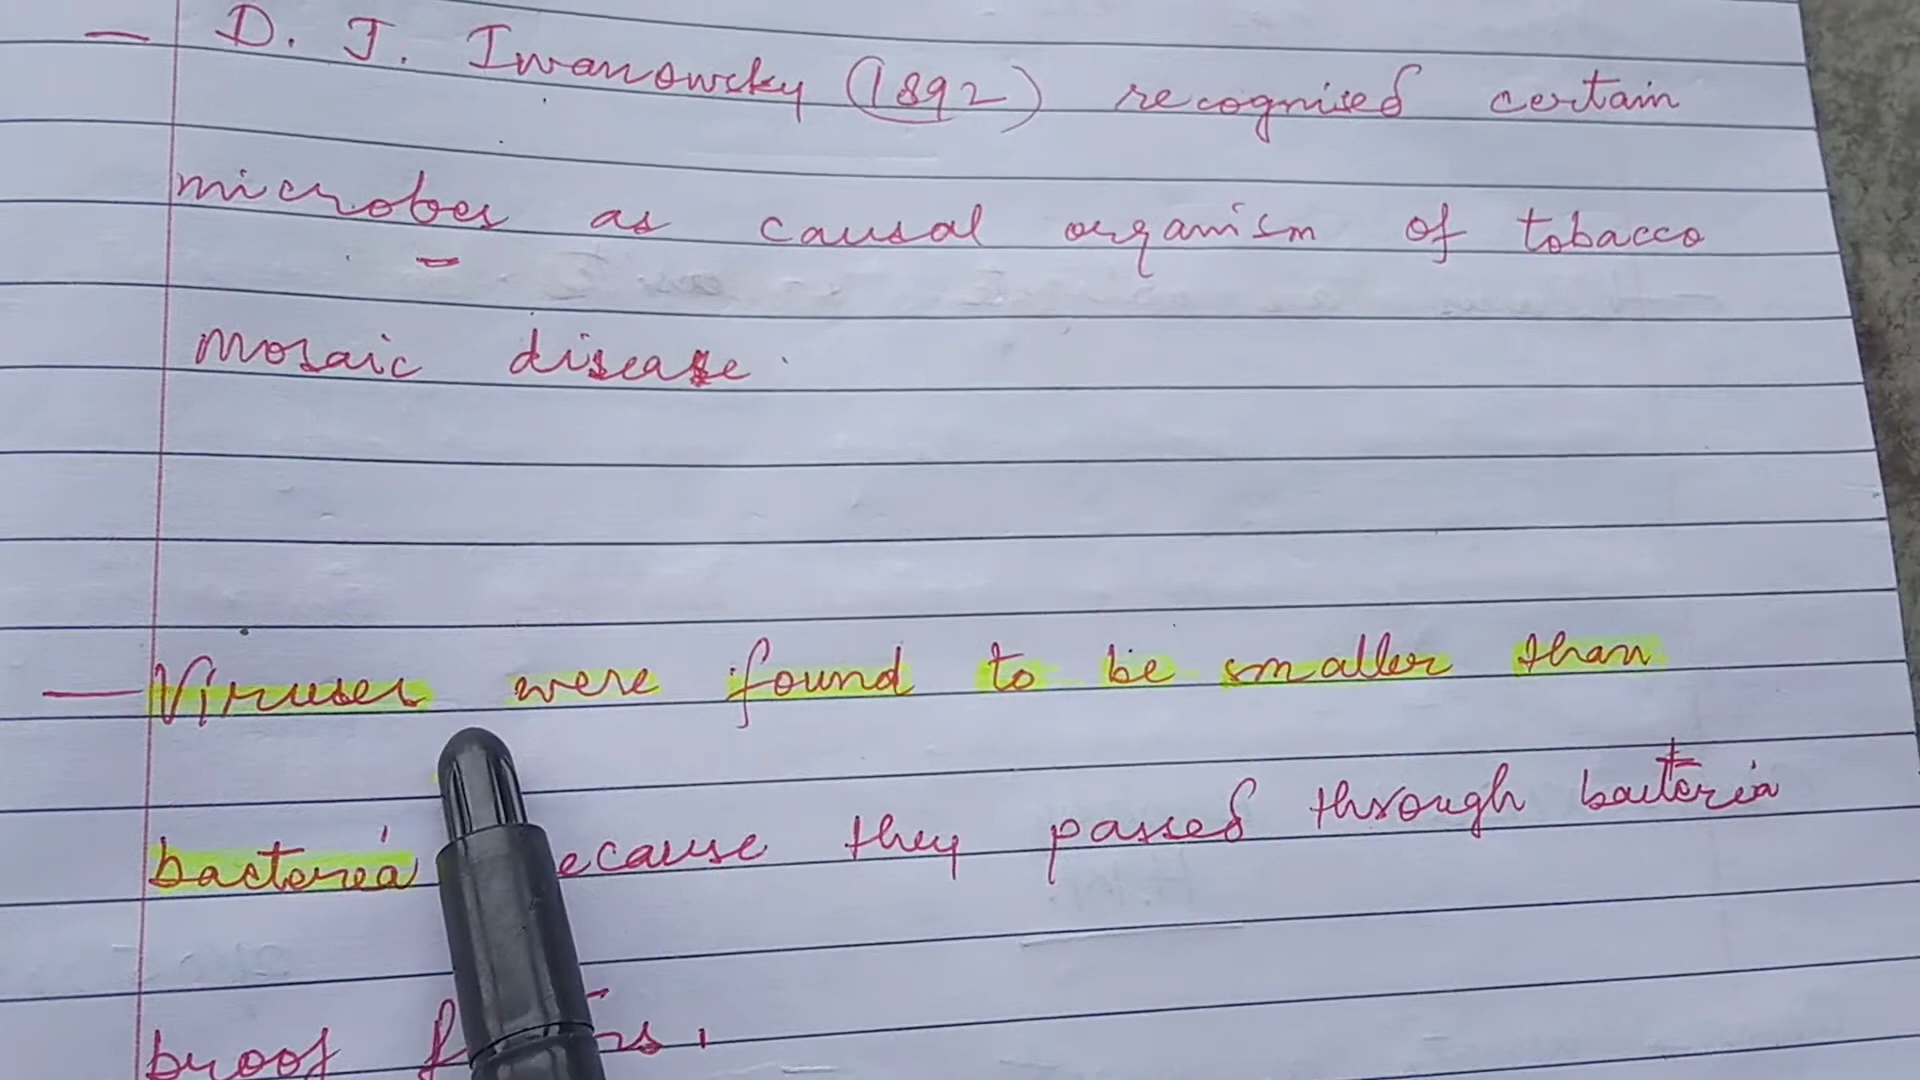 — D. J. Iwanowsky (1892) recognised certain
microbes as causal organism of tobacco
mosaic disease.
— Viruses were found to be smaller than
bacteria ecause they passed through bacteria
proof